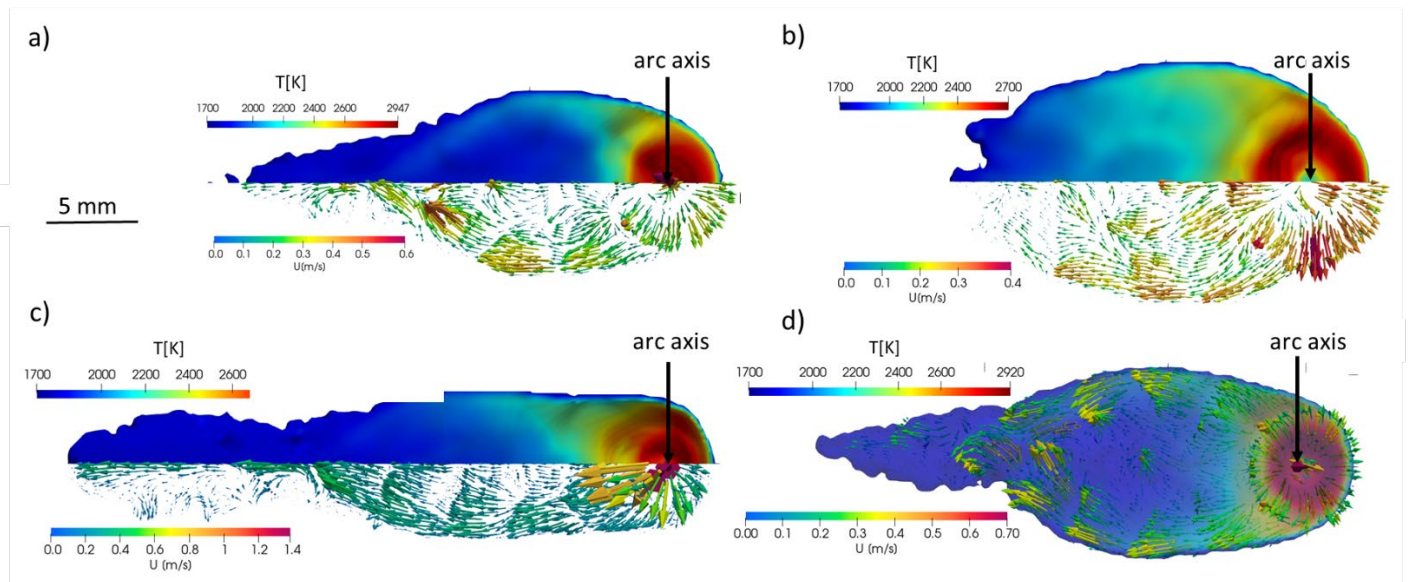 a)
arc axis
T[K]
1700 2000 2200 2400 2600 2947
5 mm
0.0 0.1 0.2 0.3 0.4 0.5 0.6
U(m/s)
b)
arc axis
T[K]
1700 2000 2200 2400 2700
0.0 0.1 0.2 0.3 0.4
U(m/s)
c)
arc axis
T[K]
1700 2000 2200 2400 2600
0.0 0.2 0.4 0.6 0.8 1 1.2 1.4
U (m/s)
d)
arc axis
T[K]
1700 2000 2200 2400 2600 2920
0.00 0.1 0.2 0.3 0.4 0.5 0.70
U (m/s)